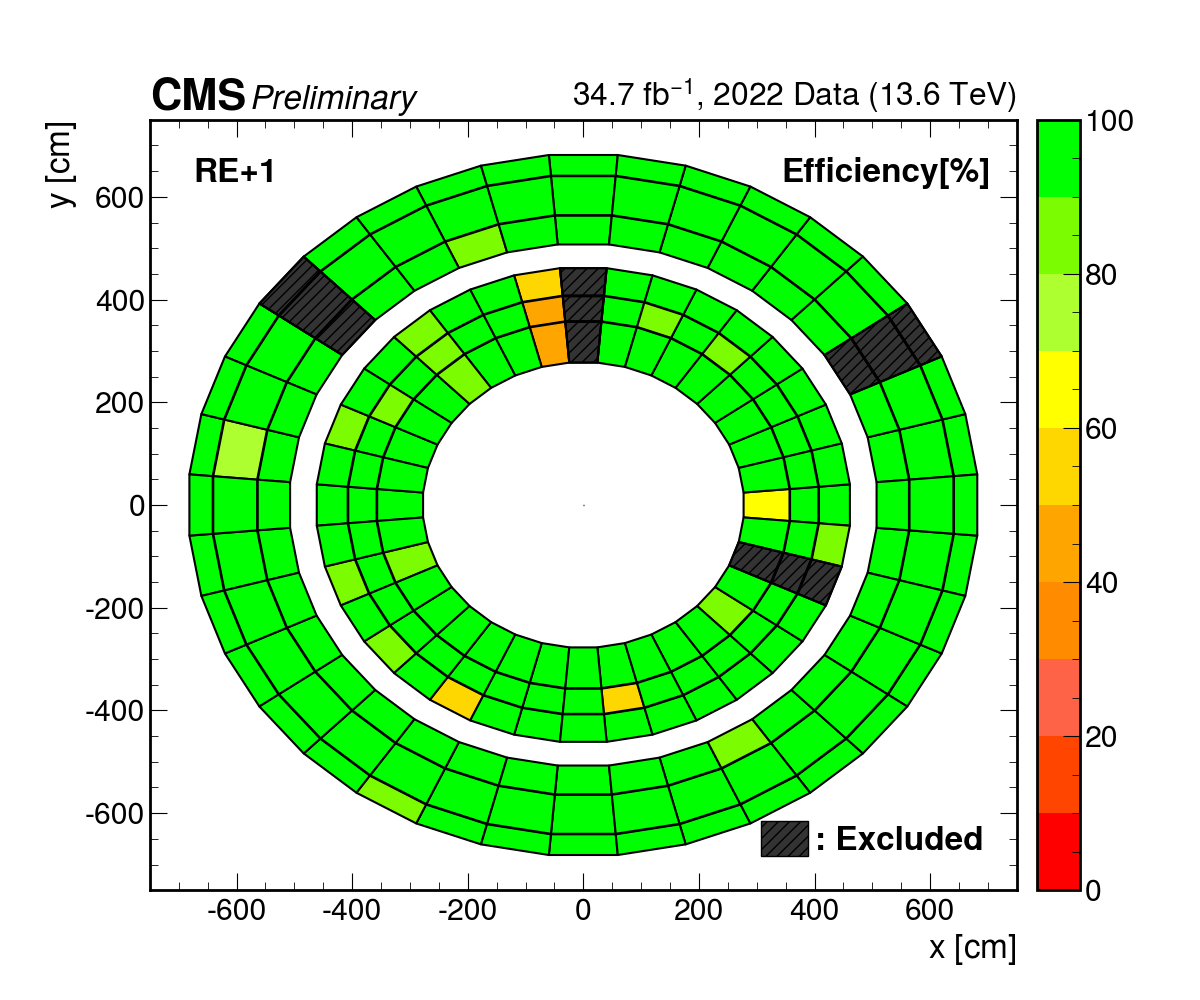 CMS Preliminary 34.7 fb⁻¹, 2022 Data (13.6 TeV)
y [cm]
RE+1 Efficiency[%]
600
400
200
0
-200
-400
-600
: Excluded
-600 -400 -200 0 200 400 600
x [cm]
100
80
60
40
20
0